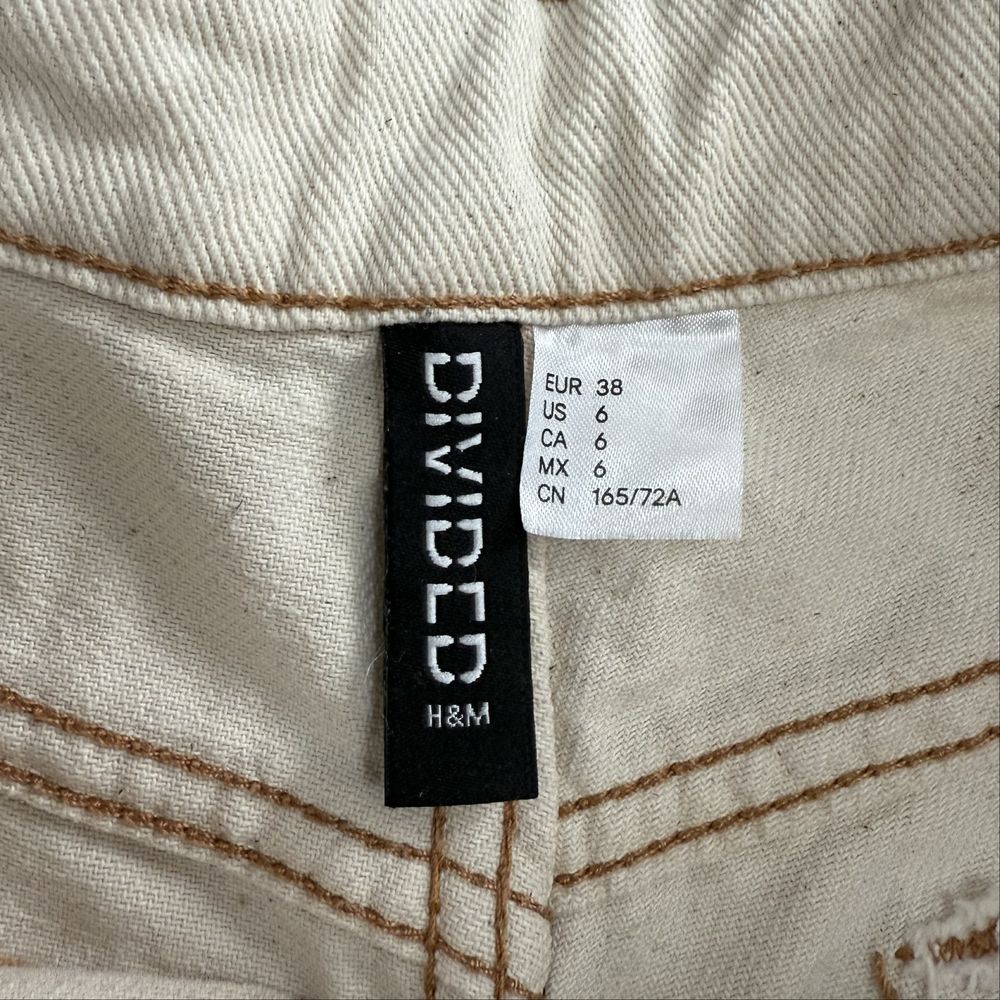 DIVIDED
H&M
EUR 38
US 6
CA 6
MX 6
CN 165/72A